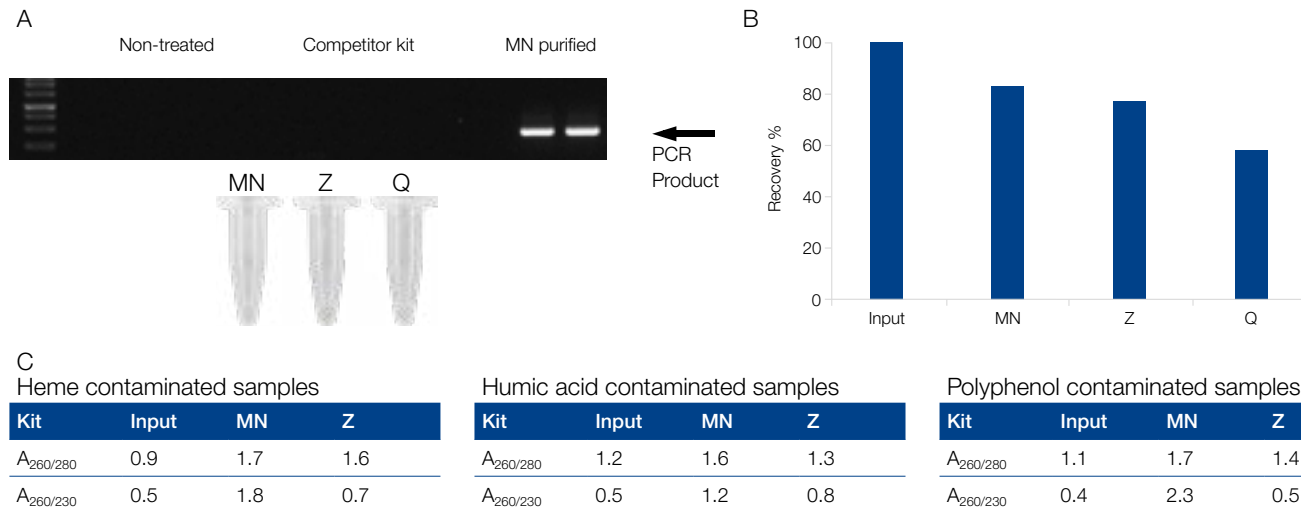 A
Non-treated Competitor kit MN purified
PCR
Product
MN Z Q
B
Recovery %
100
80
60
40
20
0
Input MN Z Q
C
Heme contaminated samples
Kit Input MN Z
A260/280 0.9 1.7 1.6
A260/230 0.5 1.8 0.7
Humic acid contaminated samples
Kit Input MN Z
A260/280 1.2 1.6 1.3
A260/230 0.5 1.2 0.8
Polyphenol contaminated samples
Kit Input MN Z
A260/280 1.1 1.7 1.4
A260/230 0.4 2.3 0.5